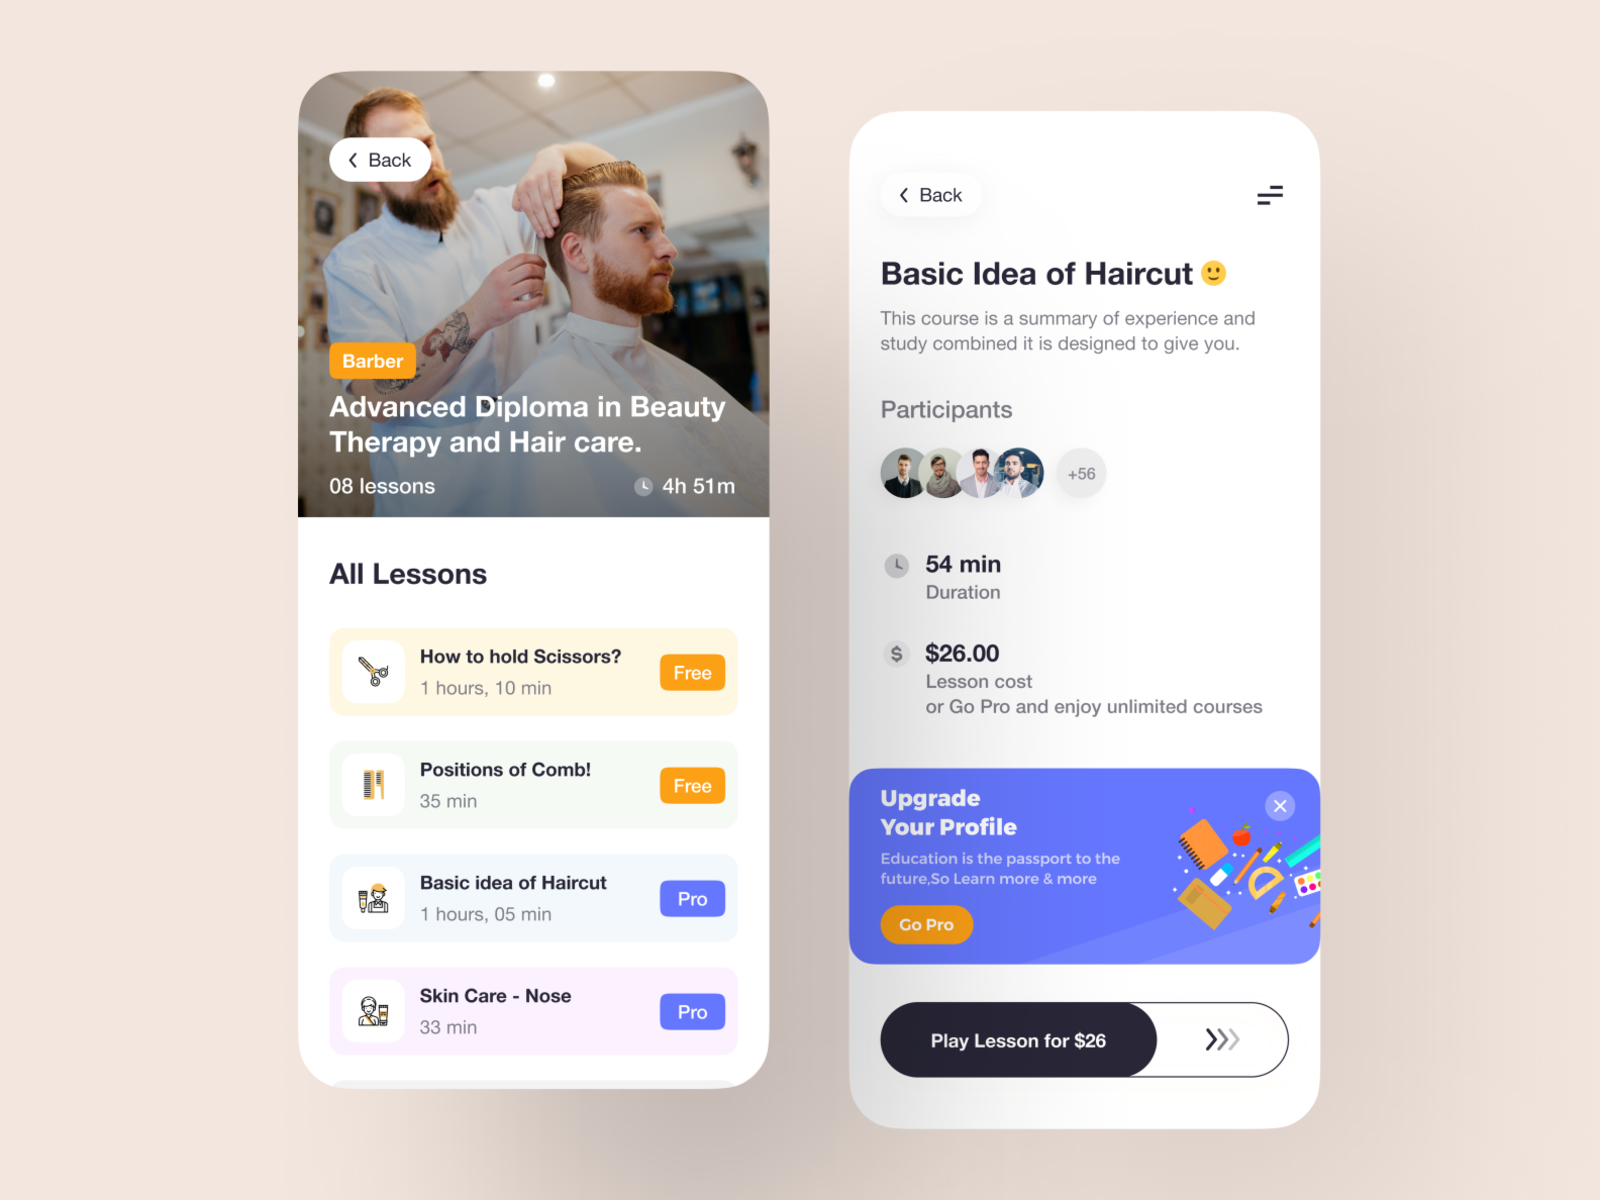 Back
Barber
Advanced Diploma in Beauty
Therapy and Hair care.
08 lessons
4h 51m
All Lessons
How to hold Scissors?
1 hours, 10 min
Free
Positions of Comb!
35 min
Free
Basic idea of Haircut
1 hours, 05 min
Pro
Skin Care - Nose
33 min
Pro
Back
Basic Idea of Haircut
This course is a summary of experience and
study combined it is designed to give you.
Participants
+56
54 min
Duration
$
$26.00
Lesson cost
or Go Pro and enjoy unlimited courses
Upgrade
Your Profile
Education is the passport to the
future,So Learn more & more
Go Pro
Play Lesson for $26